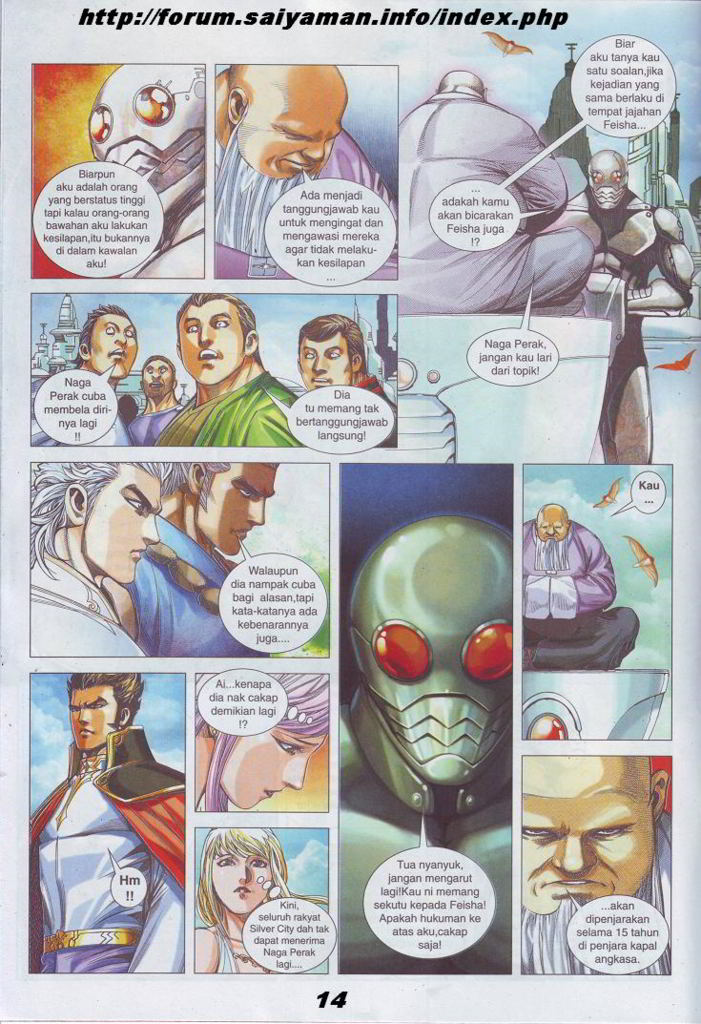 http://forum.saiyaman.info/index.php
Biarpun
aku adalah orang
yang berstatus tinggi
tapi kalau orang-orang
bawahan aku lakukan
kesilapan,itu bukannya
di dalam kawalan
aku!
Ada menjadi
tanggungjawab kau
untuk mengingat dan
mengawasi mereka
agar tidak melaku-
kan kesilapan
...
Biar
aku tanya kau
satu soalan,jika
kejadian yang
sama berlaku di
tempat jajahan
Feisha...
...
adakah kamu
akan bicarakan
Feisha juga
!?
Naga Perak,
jangan kau lari
dari topik!
Naga
Perak cuba
membela diri-
nya lagi
!!
Dia
tu memang tak
bertanggungjawab
langsung!
Walaupun
dia nampak cuba
bagi alasan,tapi
kata-katanya ada
kebenarannya
juga....
Kau
...
Hm
!!
Ai...kenapa
dia nak cakap
demikian lagi
!?
Kini,
seluruh rakyat
Silver City dah tak
dapat menerima
Naga Perak
lagi....
Tua nyanyuk,
jangan mengarut
lagi!Kau ni memang
sekutu kepada Feisha!
Apakah hukuman ke
atas aku,cakap
saja!
...akan
dipenjarakan
selama 15 tahun
di penjara kapal
angkasa.
14